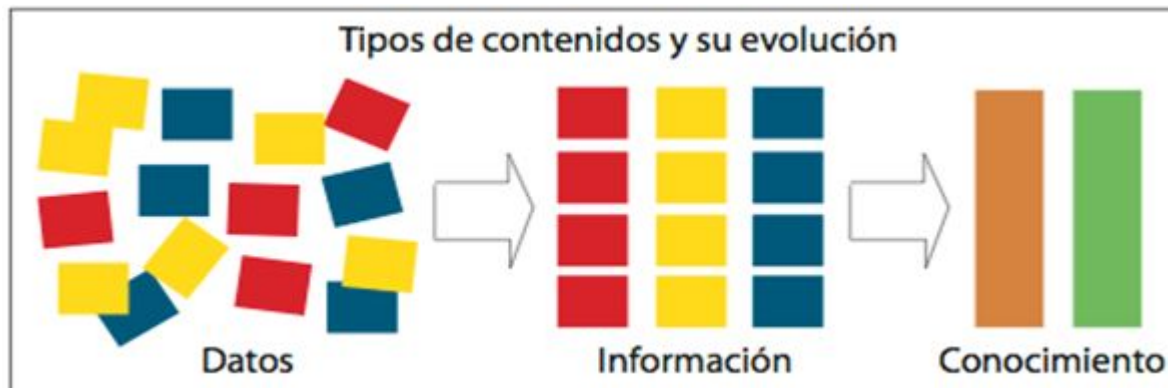 Tipos de contenidos y su evolución
Datos
Información
Conocimiento